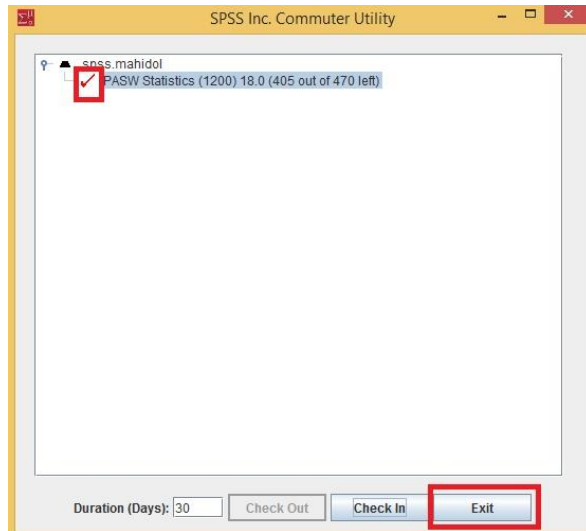 SPSS Inc. Commuter Utility
spss.mahidol
PASW Statistics (1200) 18.0 (405 out of 470 left)
Duration (Days): 30 Check Out Check In Exit